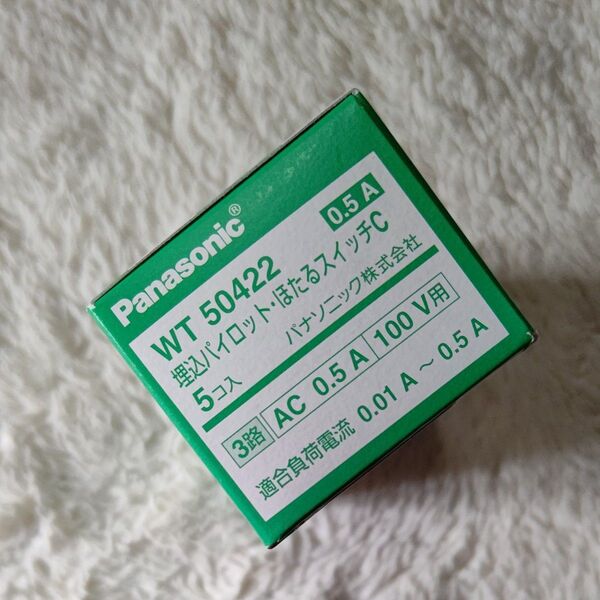 Panasonic®
WT 50422 0.5 A
埋込パイロット・ほたるスイッチC
5コ入 パナソニック株式会社
3路 AC 0.5 A 100 V用
適合負荷電流 0.01 A ～ 0.5 A